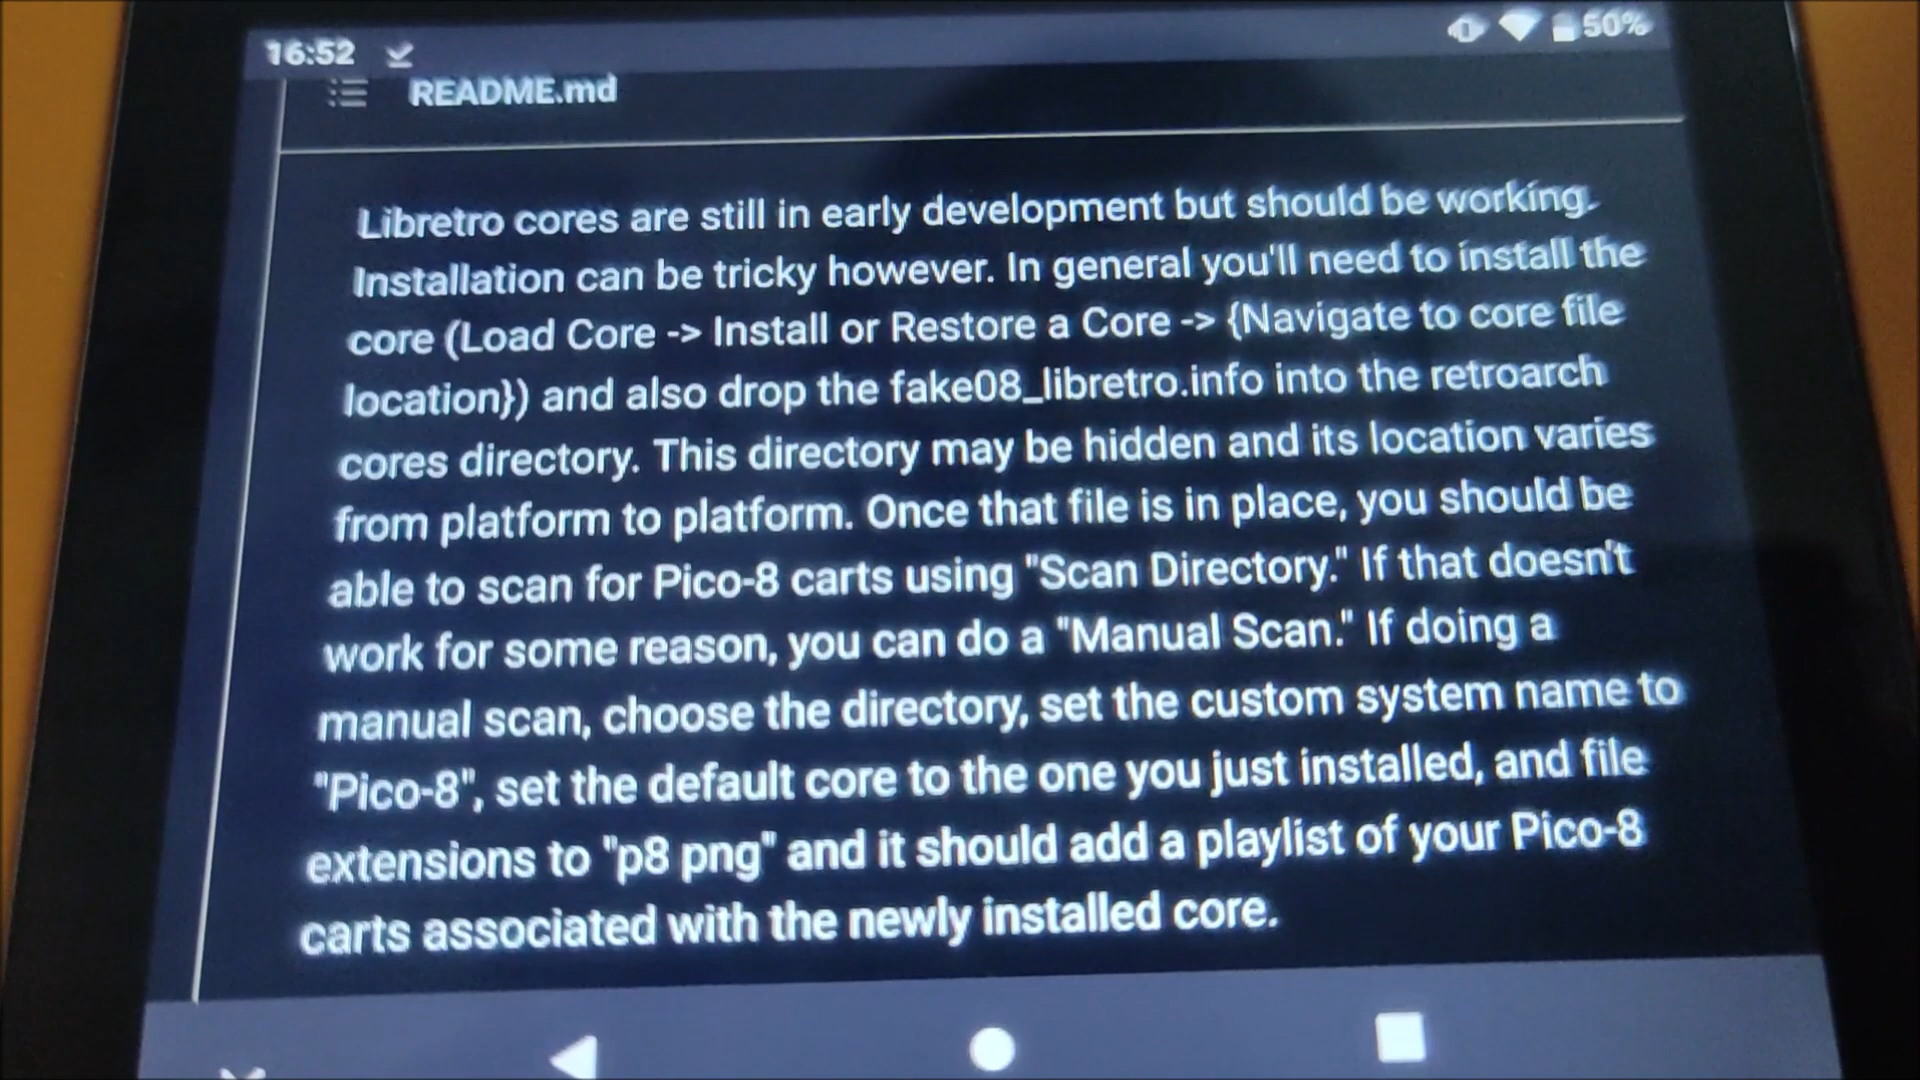 16:52
50%
README.md
Libretro cores are still in early development but should be working.
Installation can be tricky however. In general you'll need to install the
core (Load Core -> Install or Restore a Core -> {Navigate to core file
location}) and also drop the fake08_libretro.info into the retroarch
cores directory. This directory may be hidden and its location varies
from platform to platform. Once that file is in place, you should be
able to scan for Pico-8 carts using "Scan Directory." If that doesn't
work for some reason, you can do a "Manual Scan." If doing a
manual scan, choose the directory, set the custom system name to
"Pico-8", set the default core to the one you just installed, and file
extensions to "p8 png" and it should add a playlist of your Pico-8
carts associated with the newly installed core.